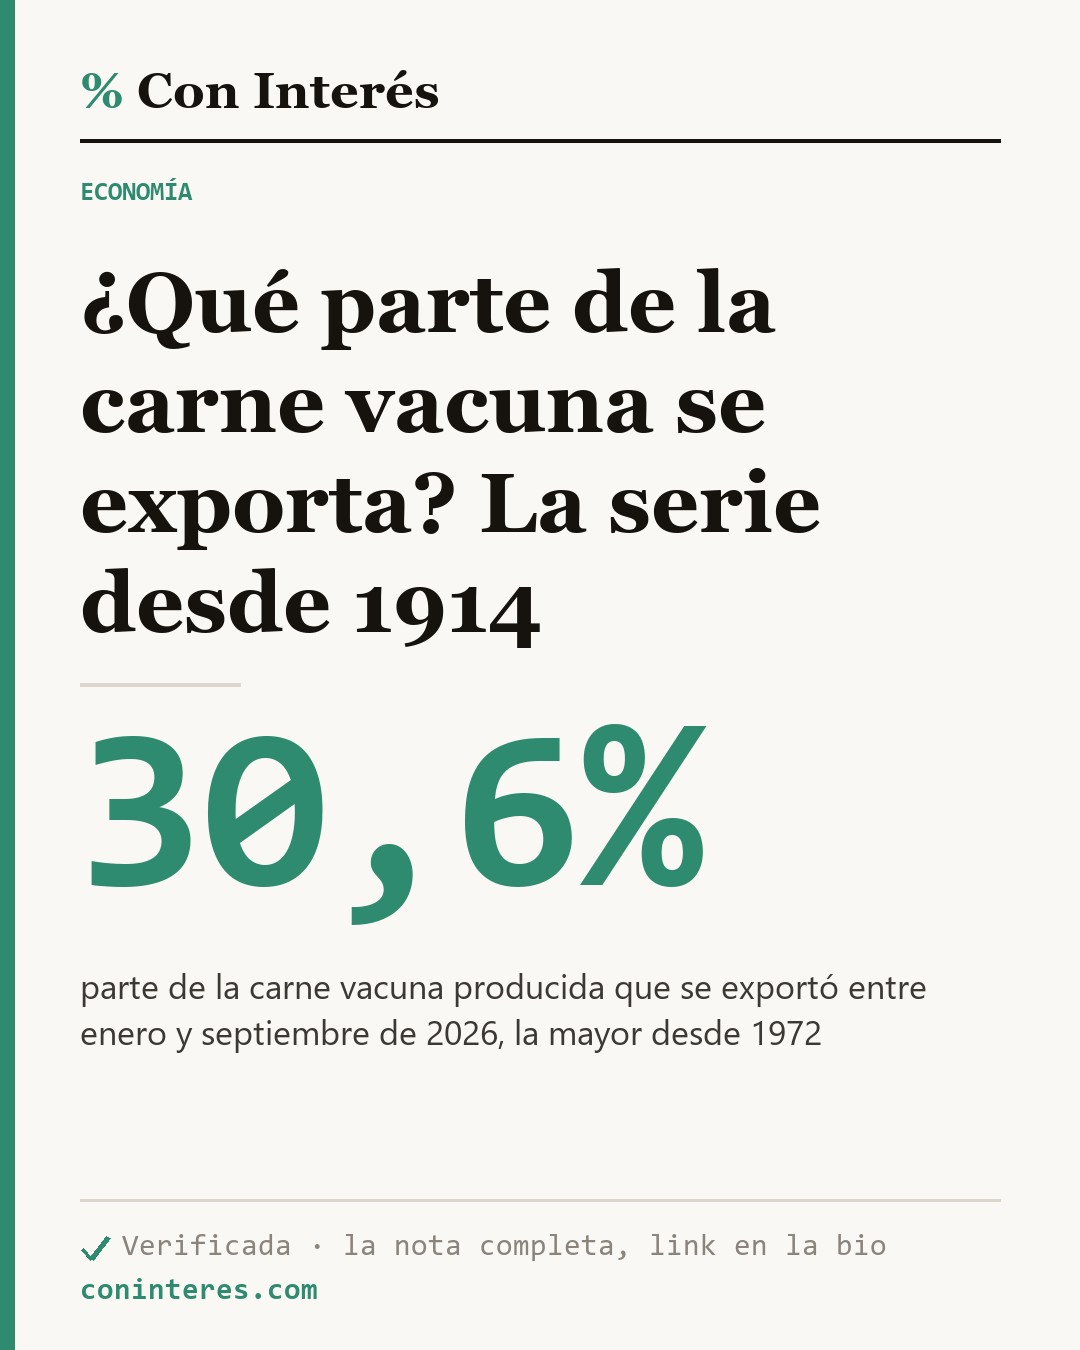 % Con Interés
ECONOMÍA
¿Qué parte de la
carne vacuna se
exporta? La serie
desde 1914
30,6%
parte de la carne vacuna producida que se exportó entre
enero y septiembre de 2026, la mayor desde 1972
✓ Verificada · la nota completa, link en la bio
coninteres.com